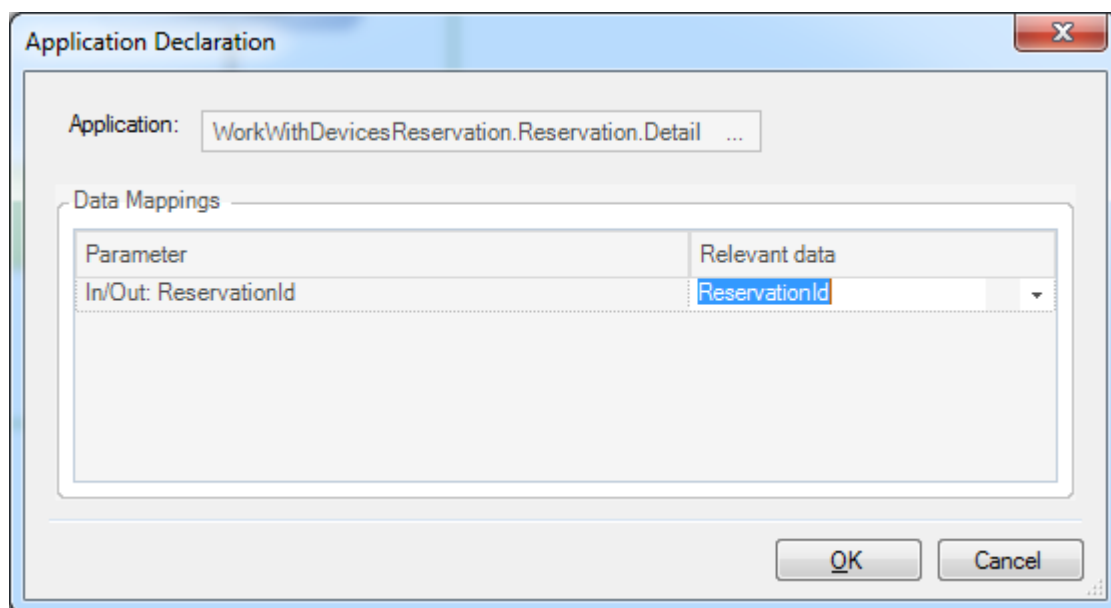 Application Declaration
Application: WorkWithDevicesReservation.Reservation.Detail ...
Data Mappings
Parameter Relevant data
In/Out: ReservationId ReservationId
OK Cancel